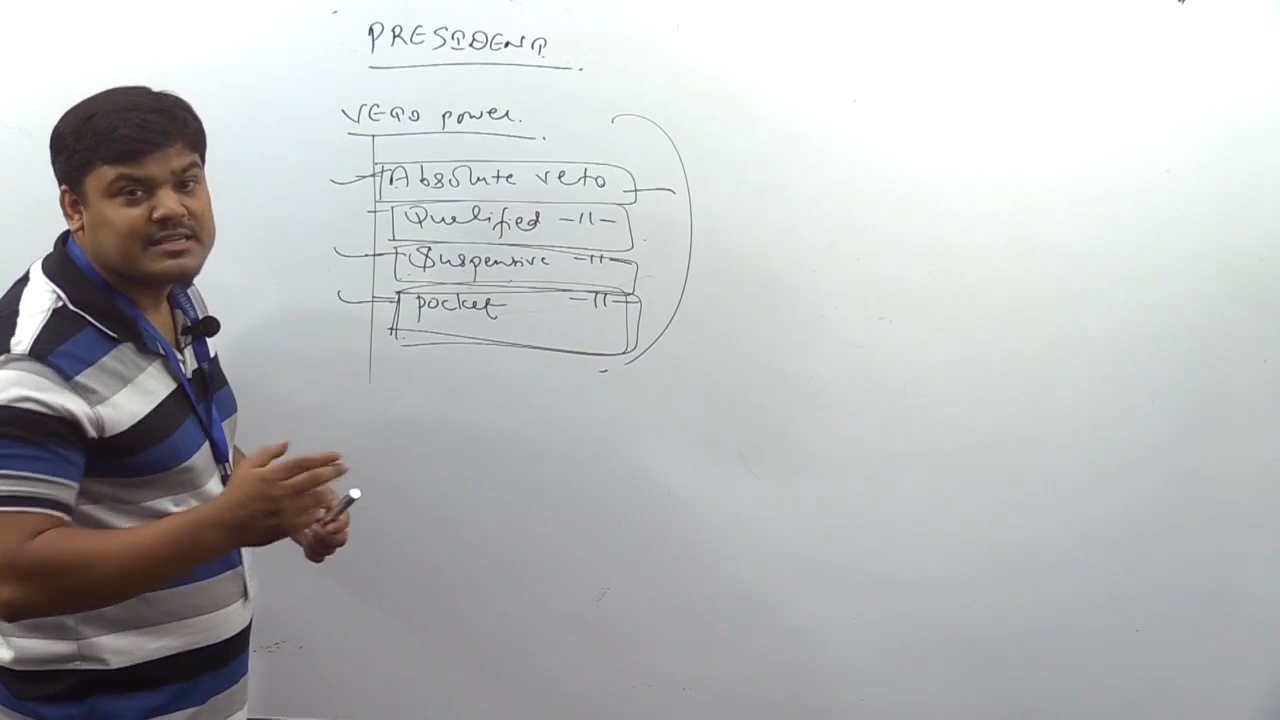 PRESIDENT
VETO power.
Absolute veto
Qualified -11-
Suspensive -11-
pocket -11-